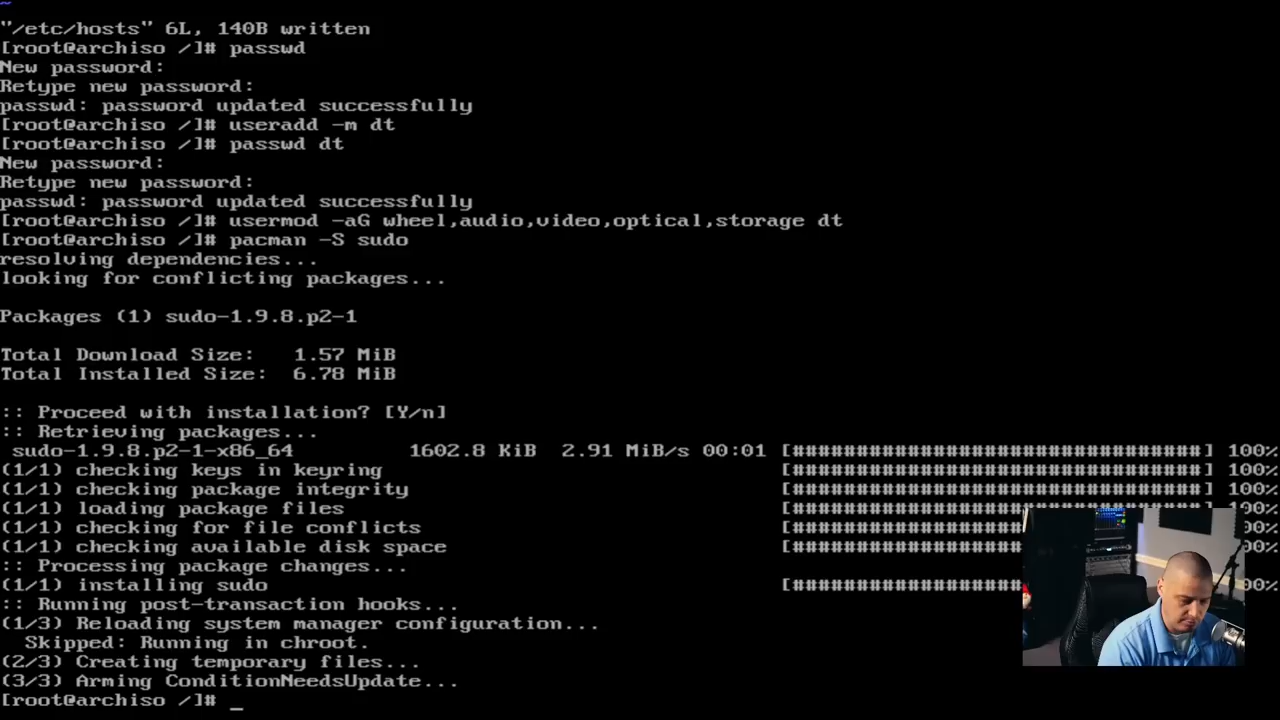 ~
"/etc/hosts" 6L, 140B written
[root@archiso /]# passwd
New password:
Retype new password:
passwd: password updated successfully
[root@archiso /]# useradd -m dt
[root@archiso /]# passwd dt
New password:
Retype new password:
passwd: password updated successfully
[root@archiso /]# usermod -aG wheel,audio,video,optical,storage dt
[root@archiso /]# pacman -S sudo
resolving dependencies...
looking for conflicting packages...
Packages (1) sudo-1.9.8.p2-1
Total Download Size:   1.57 MiB
Total Installed Size:  6.78 MiB
:: Proceed with installation? [Y/n]
:: Retrieving packages...
sudo-1.9.8.p2-1-x86_64 1602.8 KiB 2.91 MiB/s 00:01 [################################] 100%
(1/1) checking keys in keyring [################################] 100%
(1/1) checking package integrity [################################] 100%
(1/1) loading package files [################################] 100%
(1/1) checking for file conflicts [################## 00%
(1/1) checking available disk space [################## 00%
:: Processing package changes...
(1/1) installing sudo [################## 00%
:: Running post-transaction hooks...
(1/3) Reloading system manager configuration...
Skipped: Running in chroot.
(2/3) Creating temporary files...
(3/3) Arming ConditionNeedsUpdate...
[root@archiso /]# _